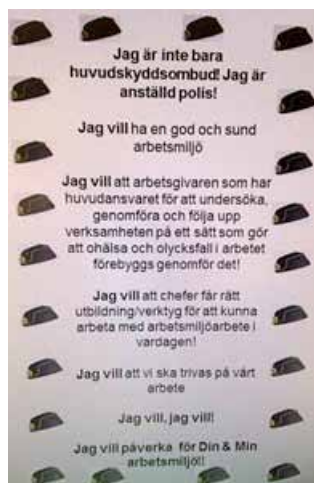 Jag är inte bara
huvudskyddsombud! Jag är
anställd polis!
Jag vill ha en god och sund
arbetsmiljö
Jag vill att arbetsgivaren som har
huvudansvaret för att undersöka,
genomföra och följa upp
verksamheten på ett sätt som gör
att ohälsa och olycksfall i arbetet
förebyggs genomför det!
Jag vill att chefer får rätt
utbildning/verktyg för att kunna
arbeta med arbetsmiljöarbete i
vardagen!
Jag vill att vi ska trivas på vårt
arbete
Jag vill, jag vill!
Jag vill påverka för Din & Min
arbetsmiljö!!